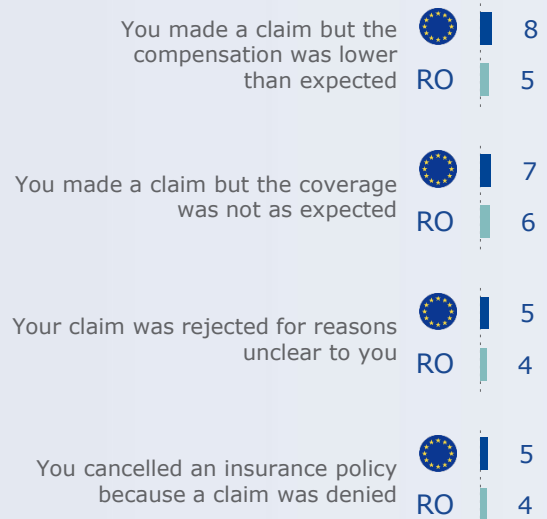 You made a claim but the
compensation was lower
than expected
8
RO 5
You made a claim but the coverage
was not as expected
7
RO 6
Your claim was rejected for reasons
unclear to you
5
RO 4
You cancelled an insurance policy
because a claim was denied
5
RO 4